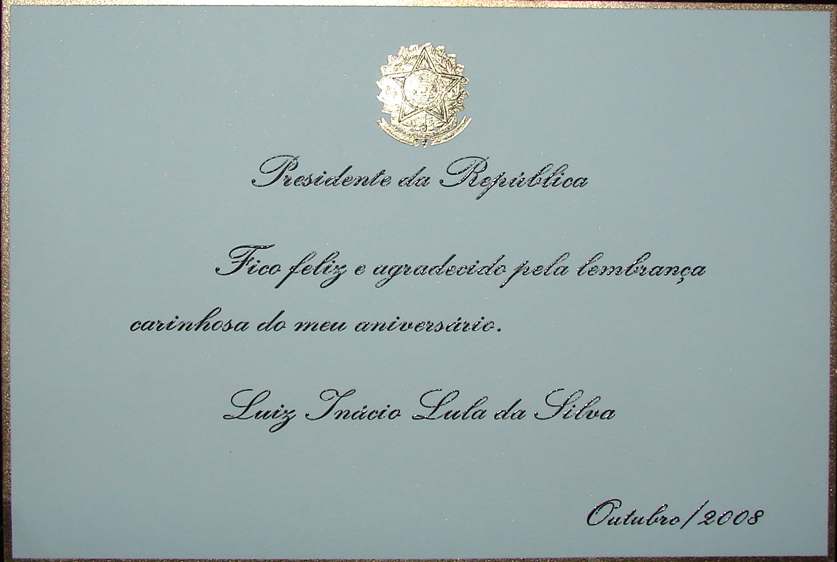 Presidente da República
Fico feliz e agradecido pela lembrança
carinhosa do meu aniversário.
Luiz Inácio Lula da Silva
Outubro/2008